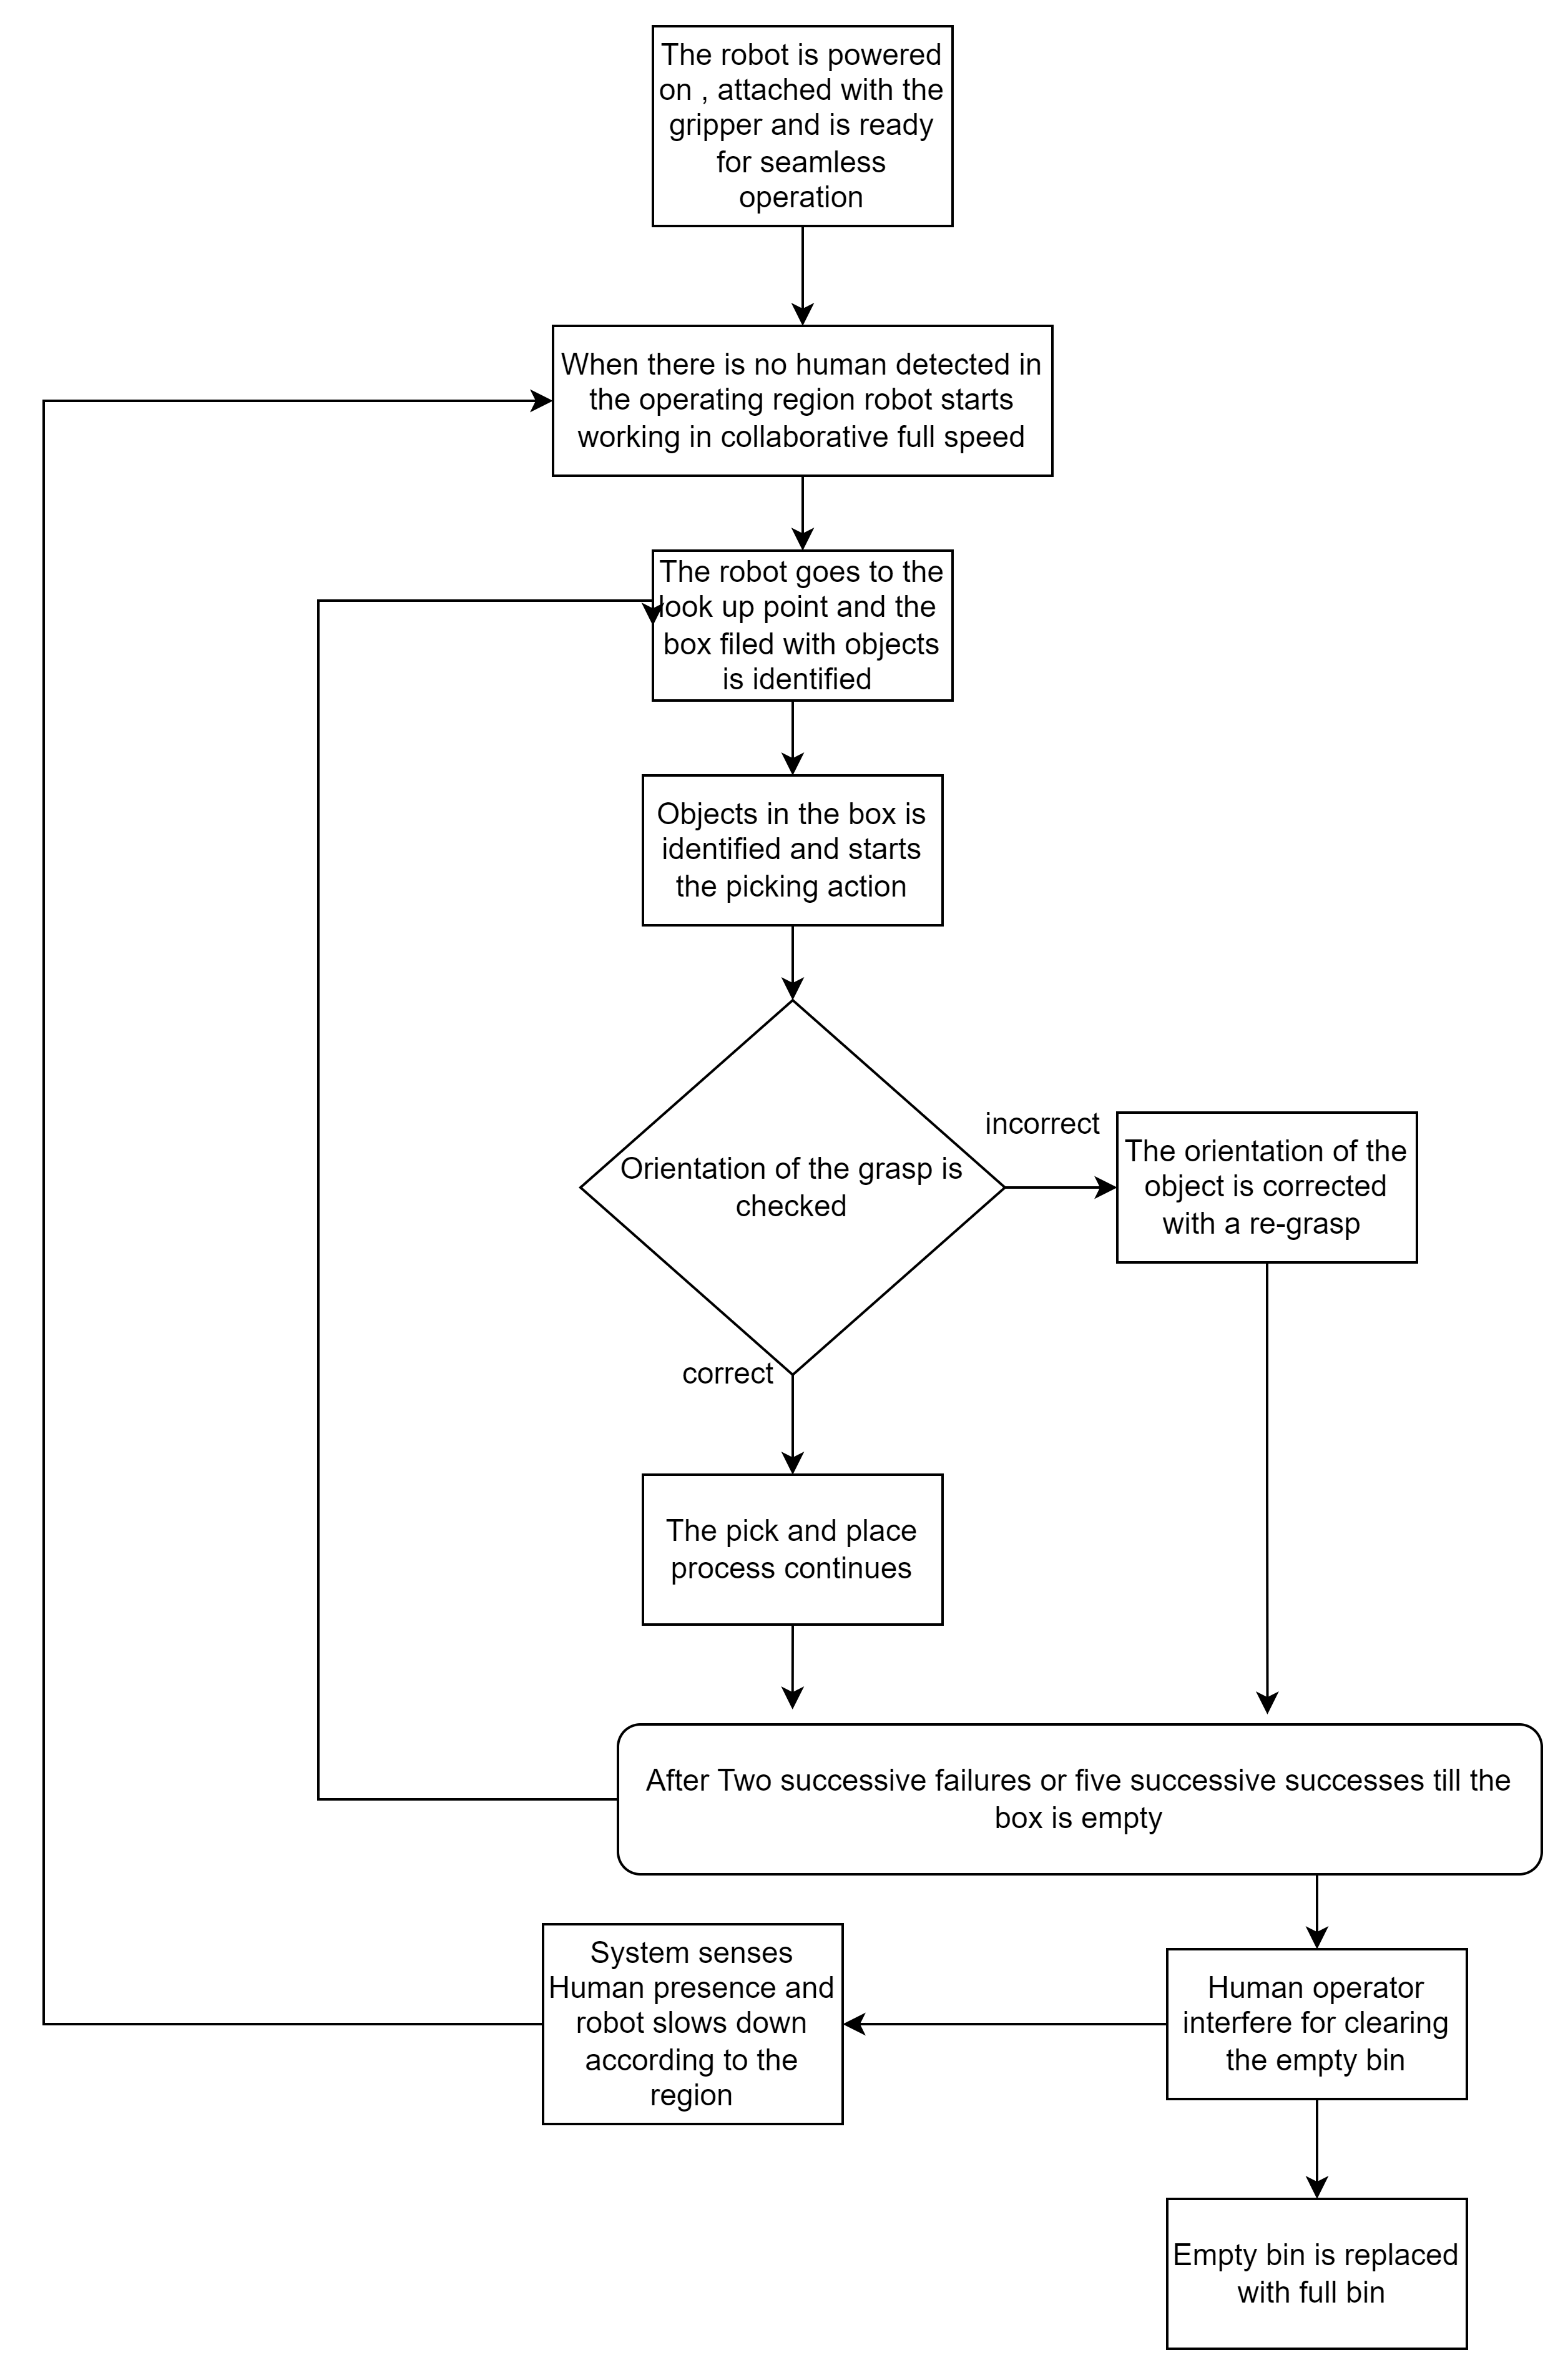 The robot is powered
on , attached with the
gripper and is ready
for seamless
operation
When there is no human detected in
the operating region robot starts
working in collaborative full speed
The robot goes to the
look up point and the
box filed with objects
is identified
Objects in the box is
identified and starts
the picking action
Orientation of the grasp is
checked
incorrect
The orientation of the
object is corrected
with a re-grasp
correct
The pick and place
process continues
After Two successive failures or five successive successes till the
box is empty
System senses
Human presence and
robot slows down
according to the
region
Human operator
interfere for clearing
the empty bin
Empty bin is replaced
with full bin